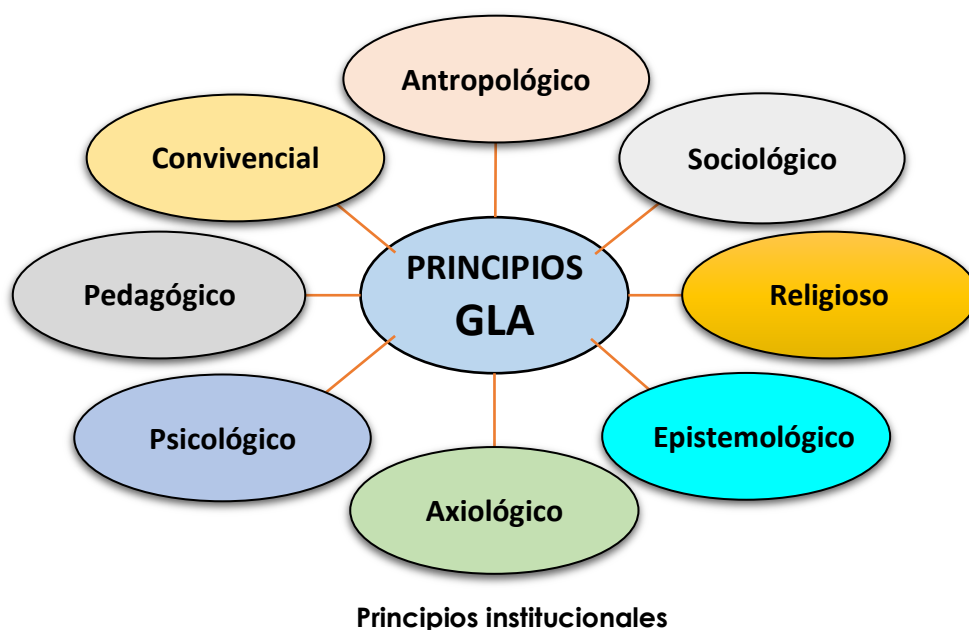 Antropológico
Convivencial
Sociológico
PRINCIPIOS
GLA
Pedagógico
Religioso
Psicológico
Epistemológico
Axiológico
Principios institucionales